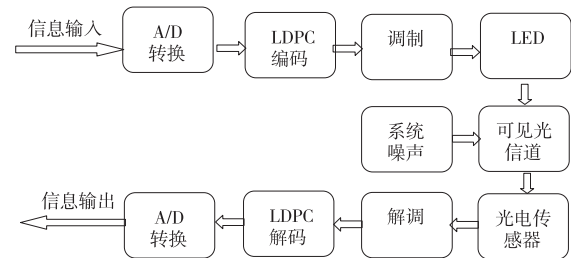 信息输入
A/D
转换
LDPC
编码
调制
LED
系统
噪声
可见光
信道
信息输出
A/D
转换
LDPC
解码
解调
光电传
感器